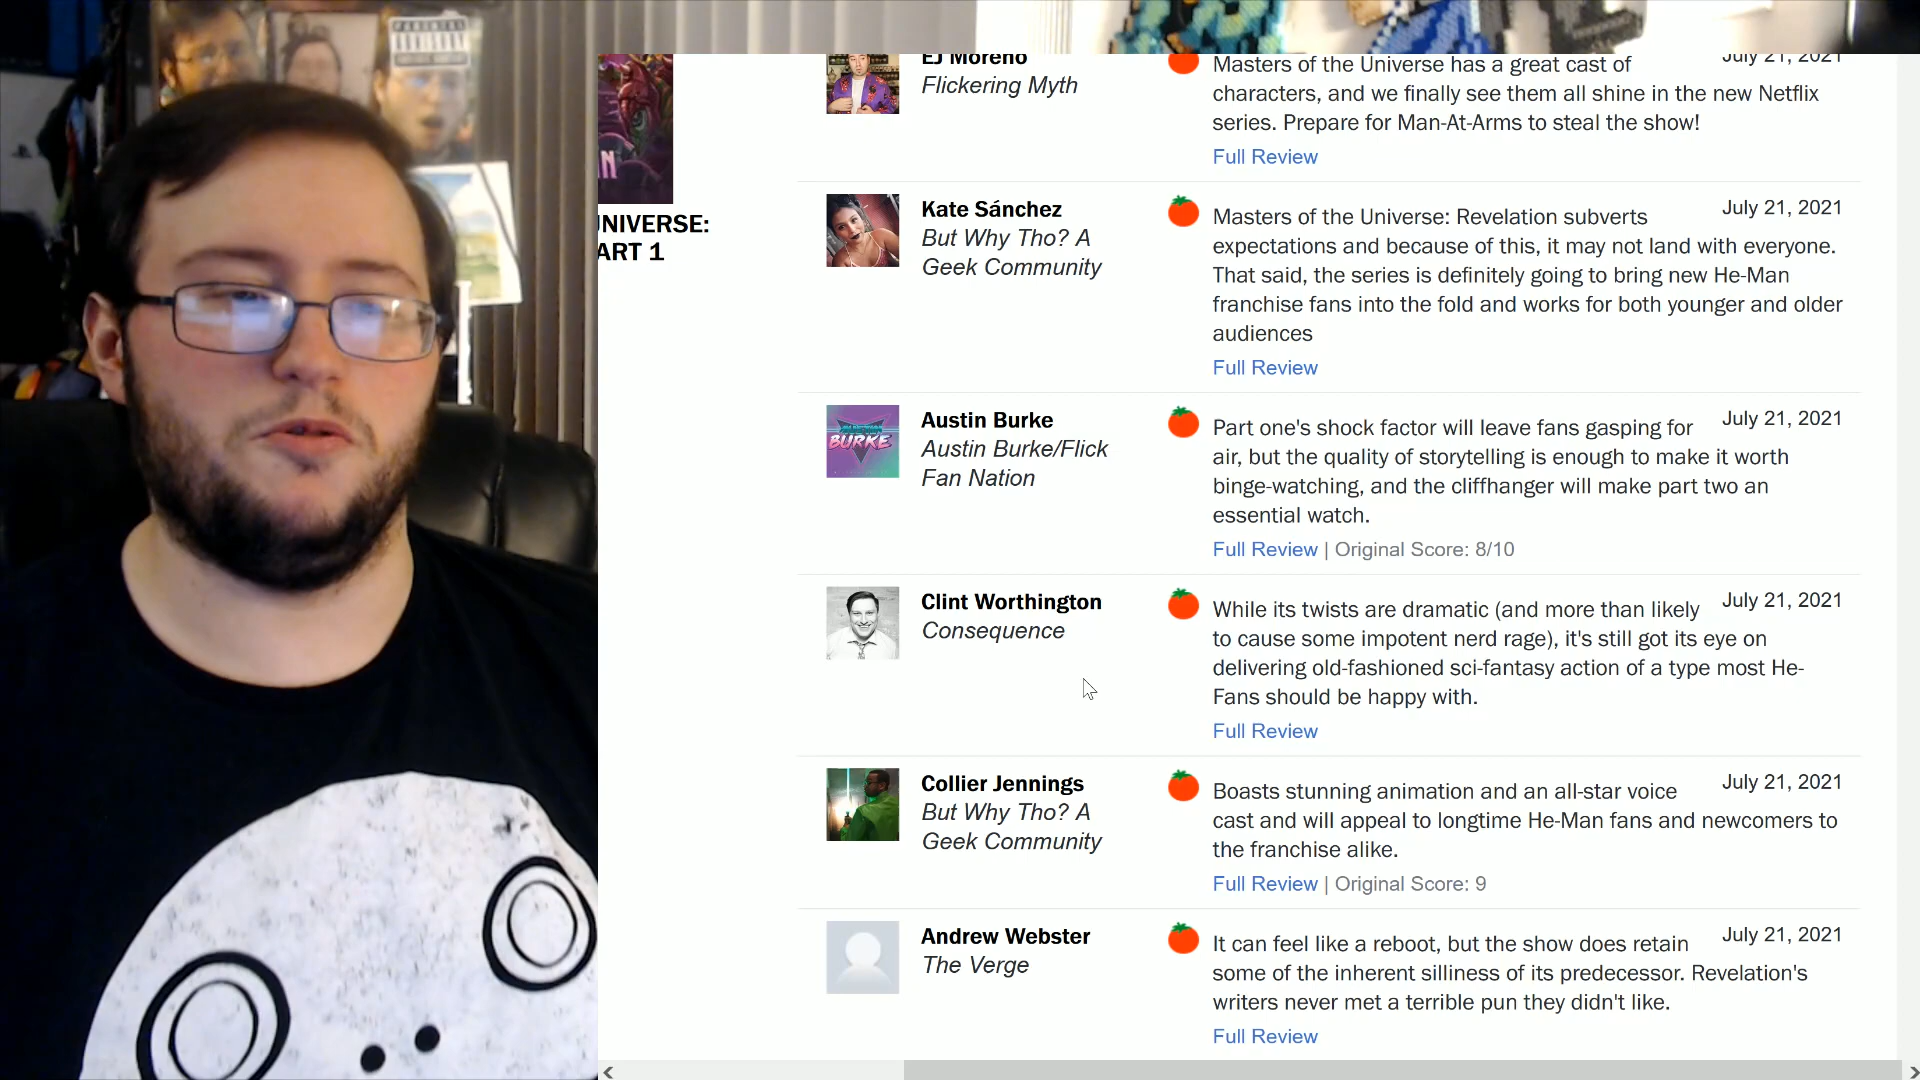 PARENTAL
ADVISORY
EJ Moreno
Flickering Myth
July 21, 2021
Masters of the Universe has a great cast of
characters, and we finally see them all shine in the new Netflix
series. Prepare for Man-At-Arms to steal the show!
Full Review
NIVERSE:
ART 1
Kate Sánchez
But Why Tho? A
Geek Community
July 21, 2021
Masters of the Universe: Revelation subverts
expectations and because of this, it may not land with everyone.
That said, the series is definitely going to bring new He-Man
franchise fans into the fold and works for both younger and older
audiences
Full Review
BURKE
Austin Burke
Austin Burke/Flick
Fan Nation
July 21, 2021
Part one's shock factor will leave fans gasping for
air, but the quality of storytelling is enough to make it worth
binge-watching, and the cliffhanger will make part two an
essential watch.
Full Review | Original Score: 8/10
Clint Worthington
Consequence
July 21, 2021
While its twists are dramatic (and more than likely
to cause some impotent nerd rage), it's still got its eye on
delivering old-fashioned sci-fantasy action of a type most He-
Fans should be happy with.
Full Review
Collier Jennings
But Why Tho? A
Geek Community
July 21, 2021
Boasts stunning animation and an all-star voice
cast and will appeal to longtime He-Man fans and newcomers to
the franchise alike.
Full Review | Original Score: 9
Andrew Webster
The Verge
July 21, 2021
It can feel like a reboot, but the show does retain
some of the inherent silliness of its predecessor. Revelation's
writers never met a terrible pun they didn't like.
Full Review